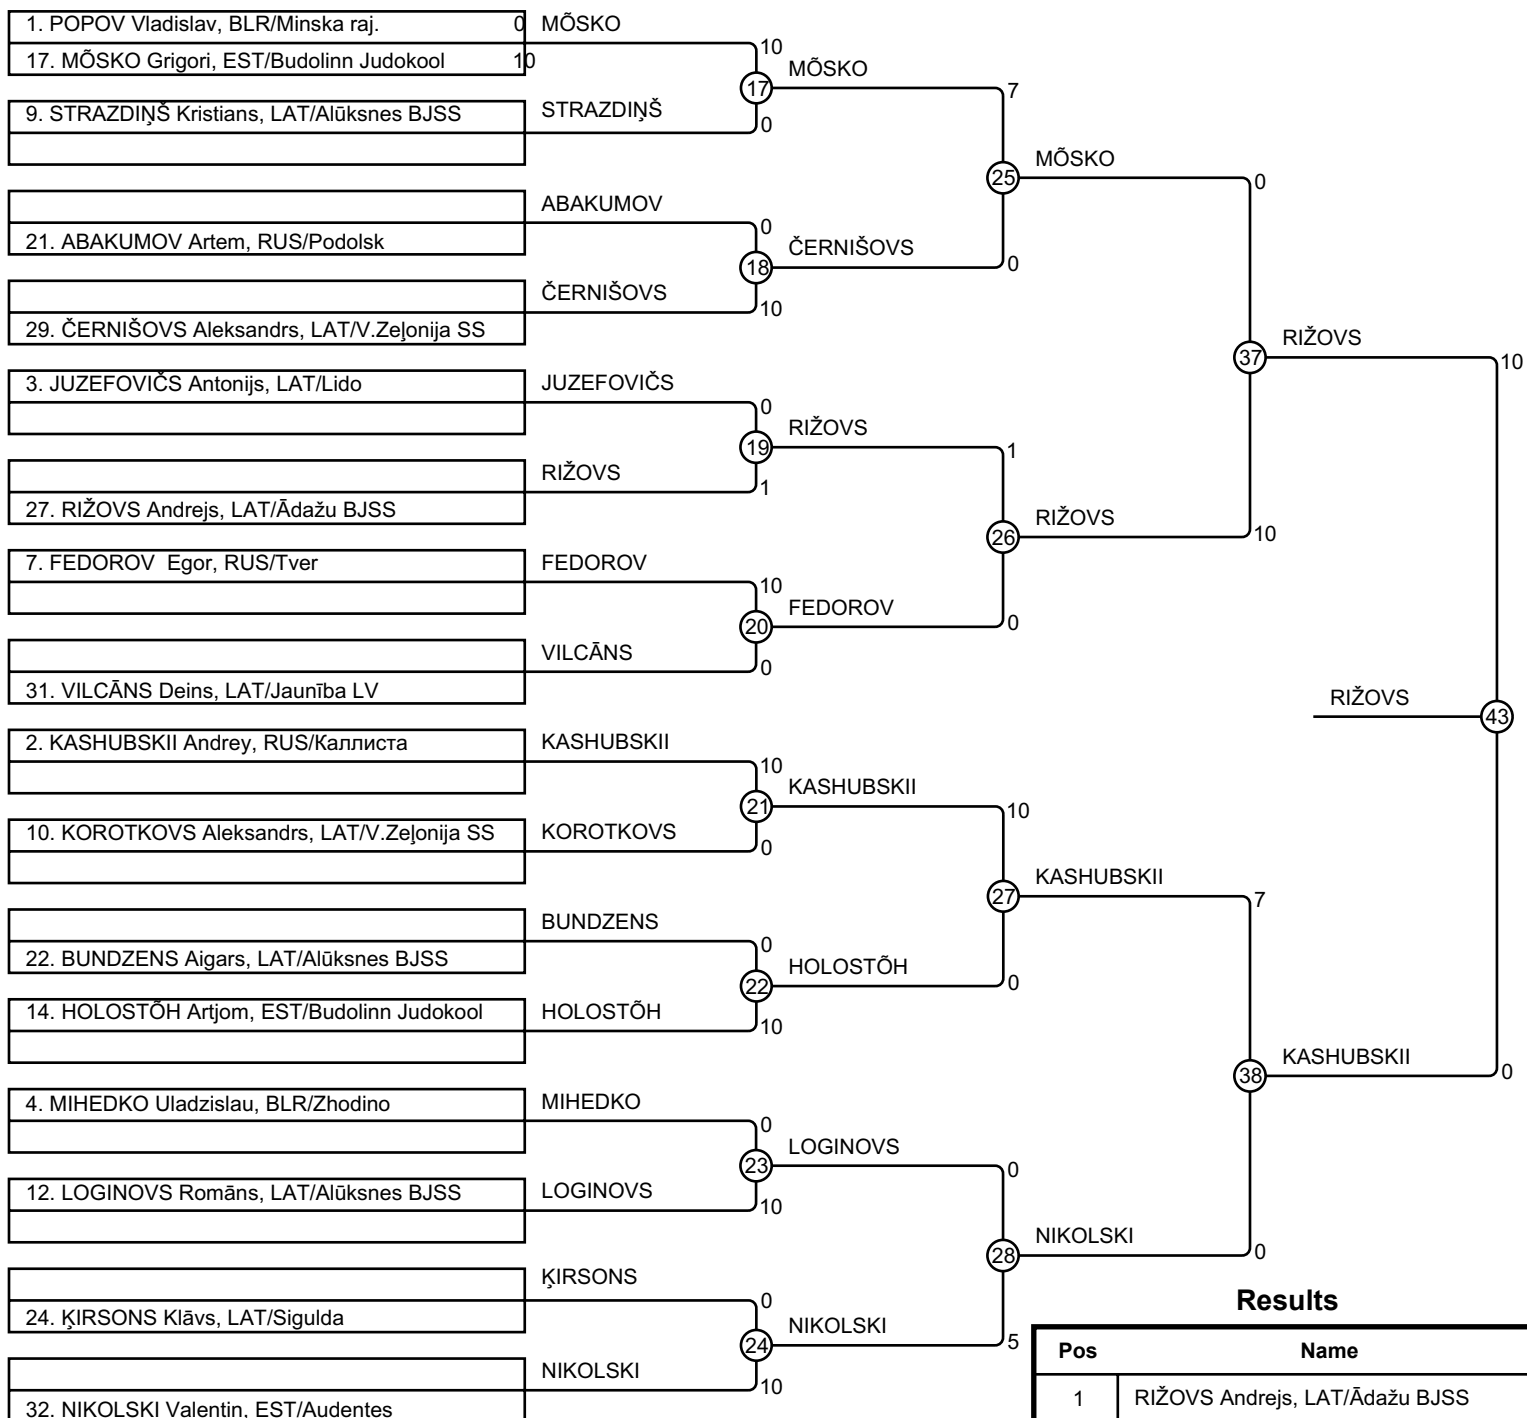 1. POPOV Vladislav, BLR/Minska raj. 0
17. MÕSKO Grigori, EST/Budolinn Judokool 10
9. STRAZDIŅŠ Kristians, LAT/Alūksnes BJSS
21. ABAKUMOV Artem, RUS/Podolsk
29. ČERNIŠOVS Aleksandrs, LAT/V.Zeļonija SS
3. JUZEFOVIČS Antonijs, LAT/Lido
27. RIŽOVS Andrejs, LAT/Ādažu BJSS
7. FEDOROV  Egor, RUS/Tver
31. VILCĀNS Deins, LAT/Jaunība LV
2. KASHUBSKII Andrey, RUS/Каллиста
10. KOROTKOVS Aleksandrs, LAT/V.Zeļonija SS
22. BUNDZENS Aigars, LAT/Alūksnes BJSS
14. HOLOSTÕH Artjom, EST/Budolinn Judokool
4. MIHEDKO Uladzislau, BLR/Zhodino
12. LOGINOVS Romāns, LAT/Alūksnes BJSS
24. ĶIRSONS Klāvs, LAT/Sigulda
32. NIKOLSKI Valentin, EST/Audentes
MÕSKO
10
17
STRAZDIŅŠ
0
ABAKUMOV
0
18
ČERNIŠOVS
10
JUZEFOVIČS
0
19
RIŽOVS
1
FEDOROV
10
20
VILCĀNS
0
KASHUBSKII
10
21
KOROTKOVS
0
BUNDZENS
0
22
HOLOSTÕH
10
MIHEDKO
0
23
LOGINOVS
10
ĶIRSONS
0
24
NIKOLSKI
10
MÕSKO
7
25
ČERNIŠOVS
0
RIŽOVS
1
26
FEDOROV
0
KASHUBSKII
10
27
HOLOSTÕH
0
LOGINOVS
0
28
NIKOLSKI
5
MÕSKO
0
37
RIŽOVS
10
KASHUBSKII
7
38
NIKOLSKI
0
RIŽOVS
10
43
KASHUBSKII
0
RIŽOVS
Results
Pos Name
1 RIŽOVS Andrejs, LAT/Ādažu BJSS